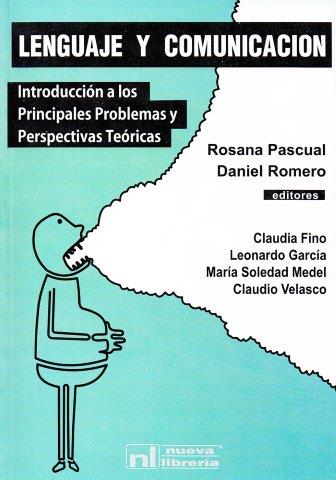 LENGUAJE Y COMUNICACION
Introducción a los
Principales Problemas y
Perspectivas Teóricas
Rosana Pascual
Daniel Romero
editores
Claudia Fino
Leonardo García
María Soledad Medel
Claudio Velasco
nl nueva
librería